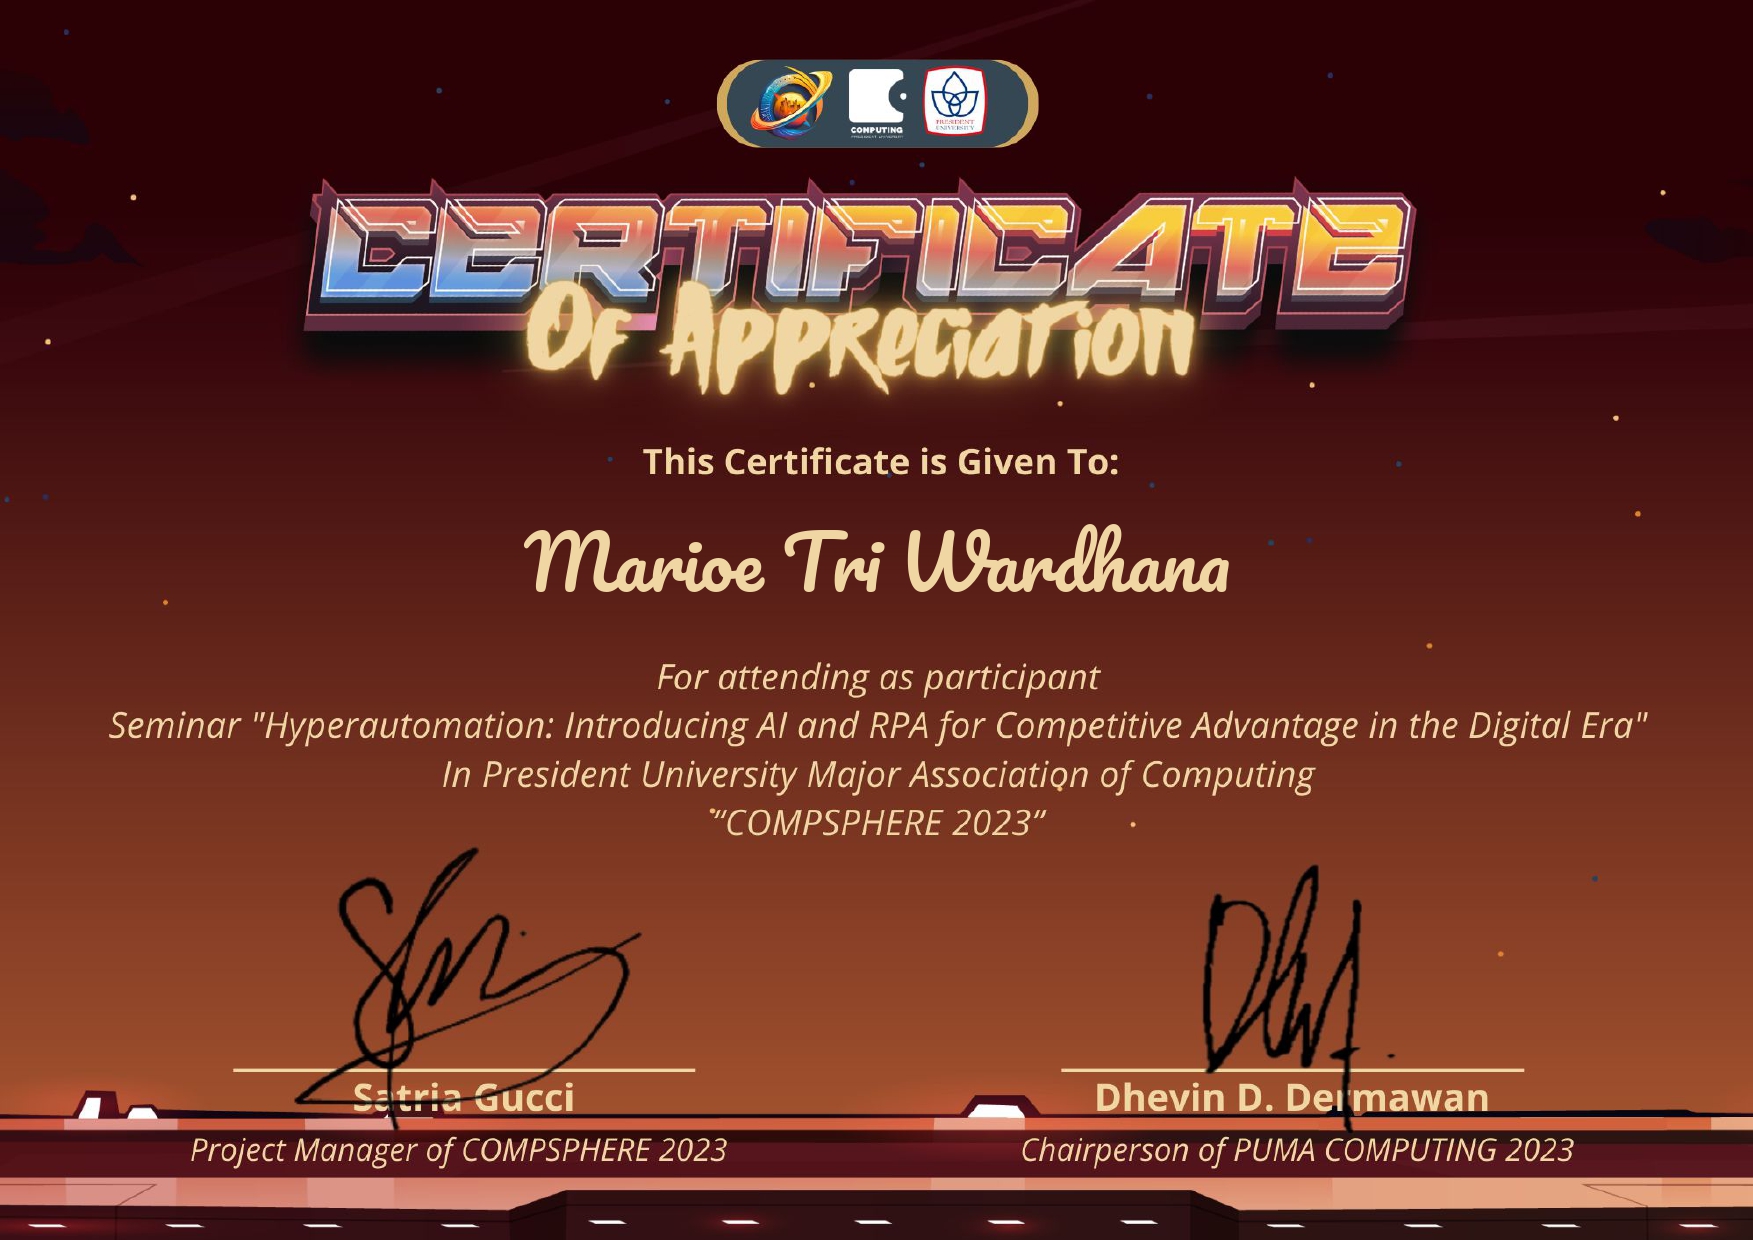 COMPUTING
PRESIDENT
UNIVERSITY
CERTIFICATE
Of Appreciation
This Certificate is Given To:
Marioe Tri Wardhana
For attending as participant
Seminar "Hyperautomation: Introducing AI and RPA for Competitive Advantage in the Digital Era"
In President University Major Association of Computing
“COMPSPHERE 2023”
Satria Gucci
Dhevin D. Dermawan
Project Manager of COMPSPHERE 2023
Chairperson of PUMA COMPUTING 2023